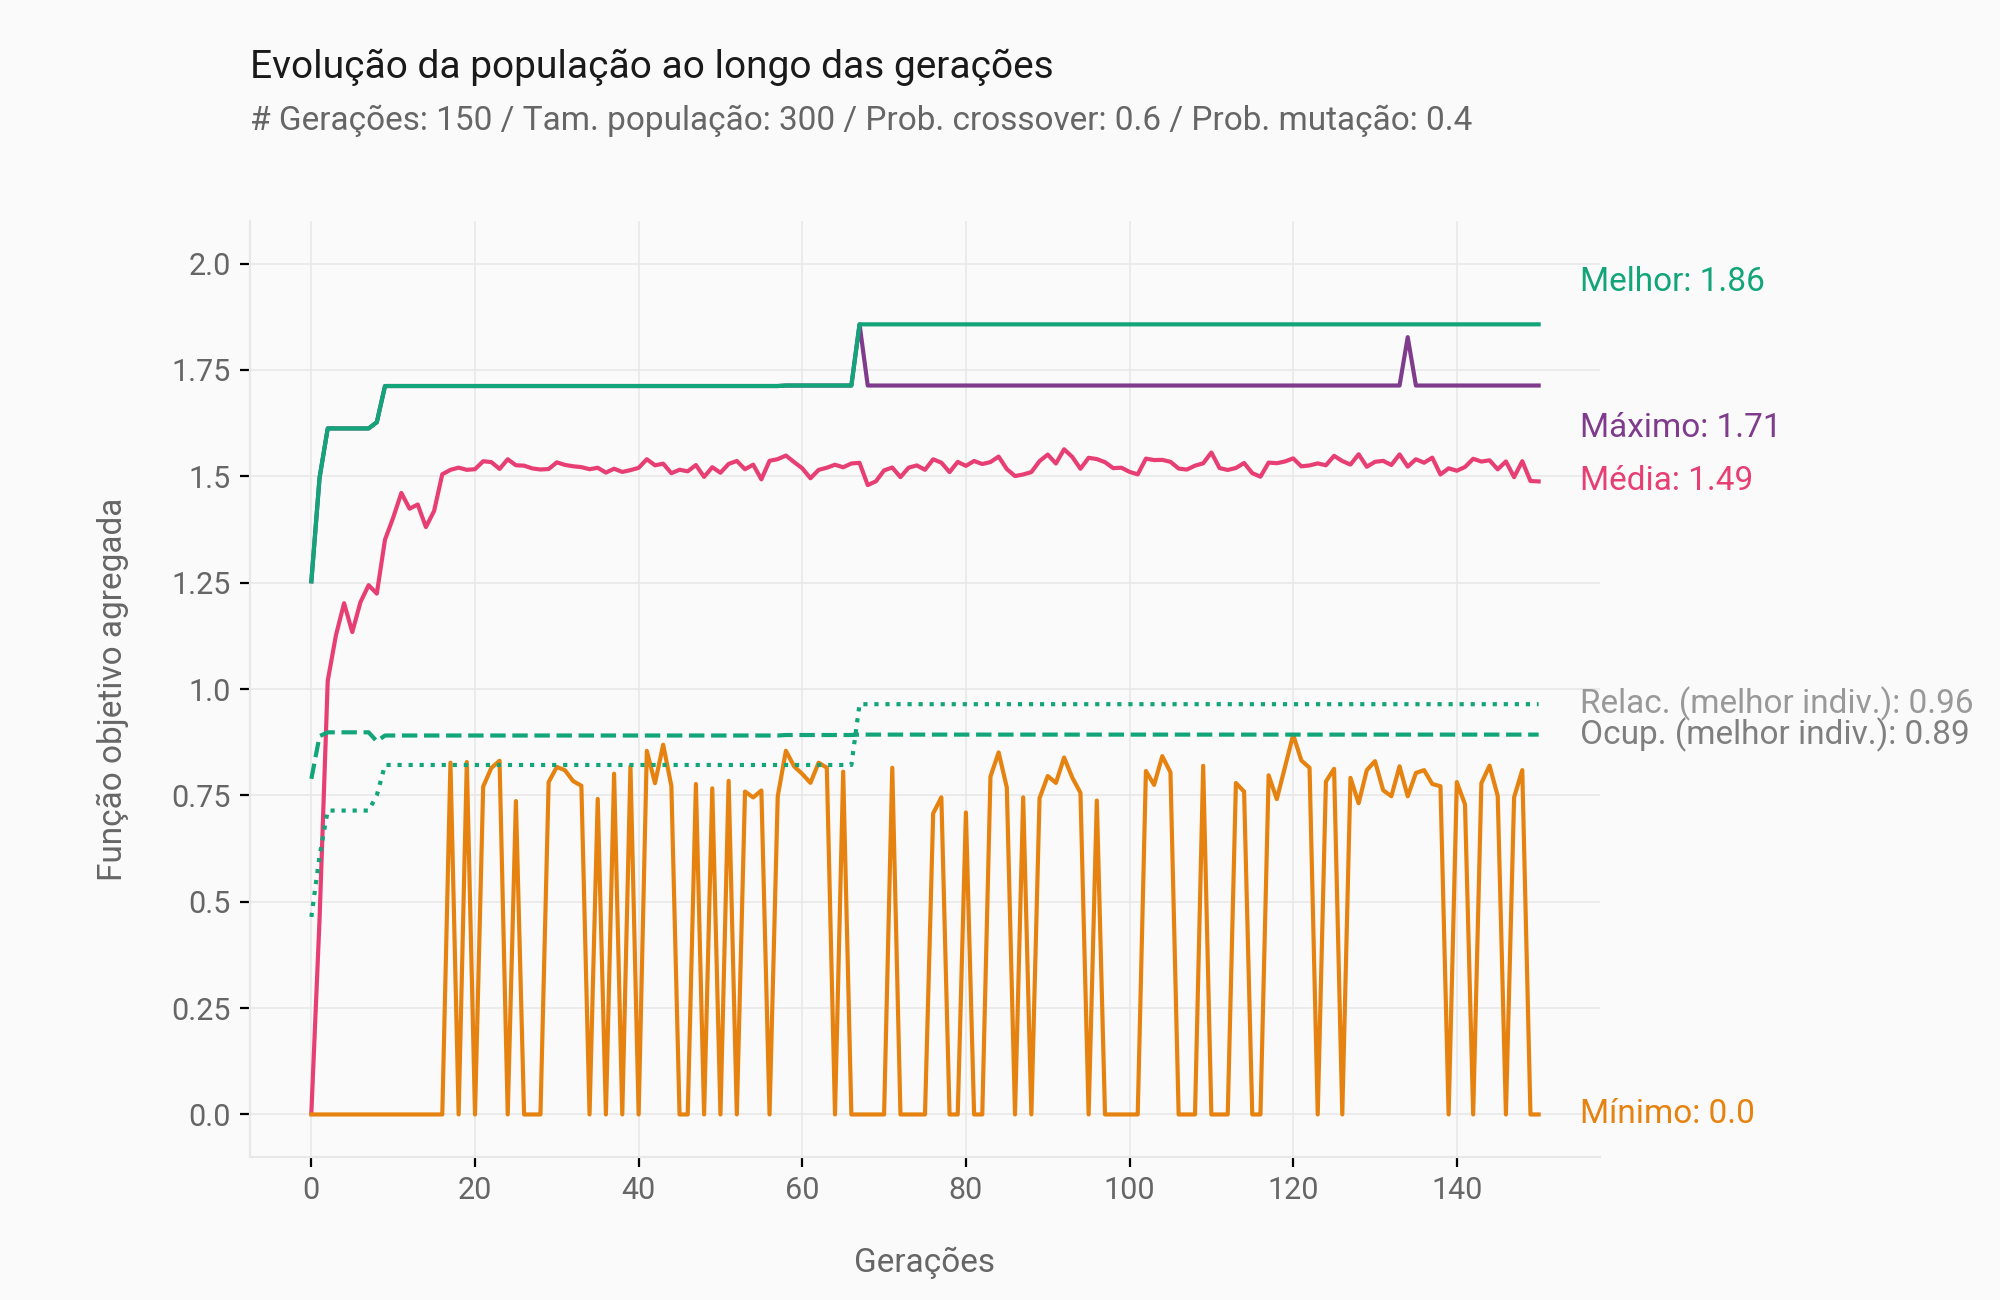 Evolução da população ao longo das gerações
# Gerações: 150 / Tam. população: 300 / Prob. crossover: 0.6 / Prob. mutação: 0.4
Função objetivo agregada
2.0
1.75
1.5
1.25
1.0
0.75
0.5
0.25
0.0
Melhor: 1.86
Máximo: 1.71
Média: 1.49
Relac. (melhor indiv.): 0.96
Ocup. (melhor indiv.): 0.89
Mínimo: 0.0
0 20 40 60 80 100 120 140
Gerações